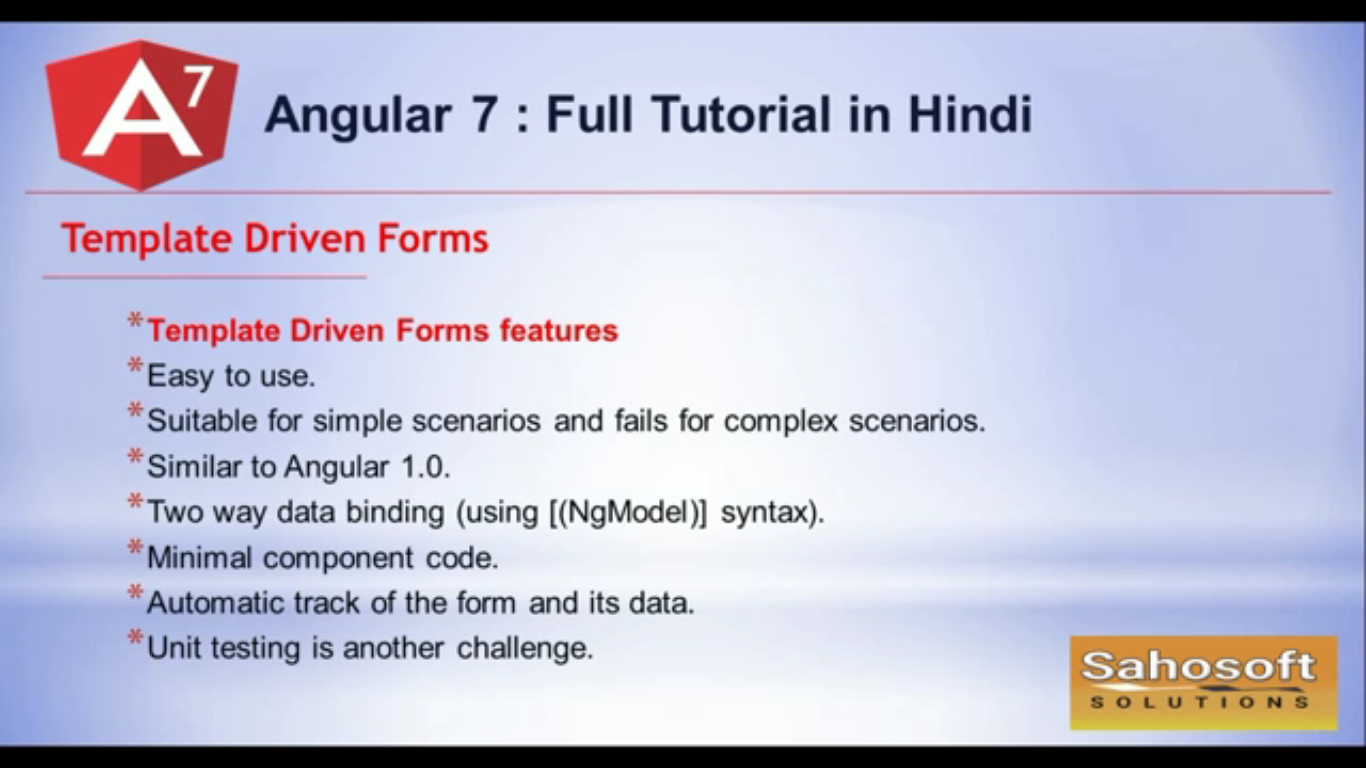 A7
Angular 7 : Full Tutorial in Hindi
Template Driven Forms
*Template Driven Forms features
*Easy to use.
*Suitable for simple scenarios and fails for complex scenarios.
*Similar to Angular 1.0.
*Two way data binding (using [(NgModel)] syntax).
*Minimal component code.
*Automatic track of the form and its data.
*Unit testing is another challenge.
Sahosoft
SOLUTIONS